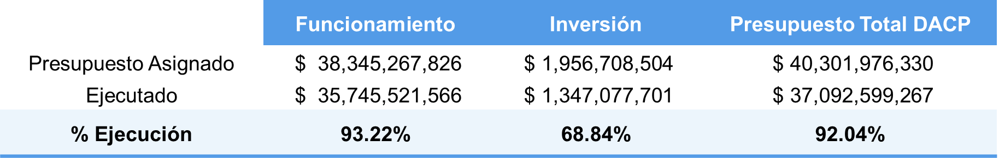 Funcionamiento Inversión Presupuesto Total DACP
Presupuesto Asignado $ 38,345,267,826 $ 1,956,708,504 $ 40,301,976,330
Ejecutado $ 35,745,521,566 $ 1,347,077,701 $ 37,092,599,267
% Ejecución 93.22% 68.84% 92.04%